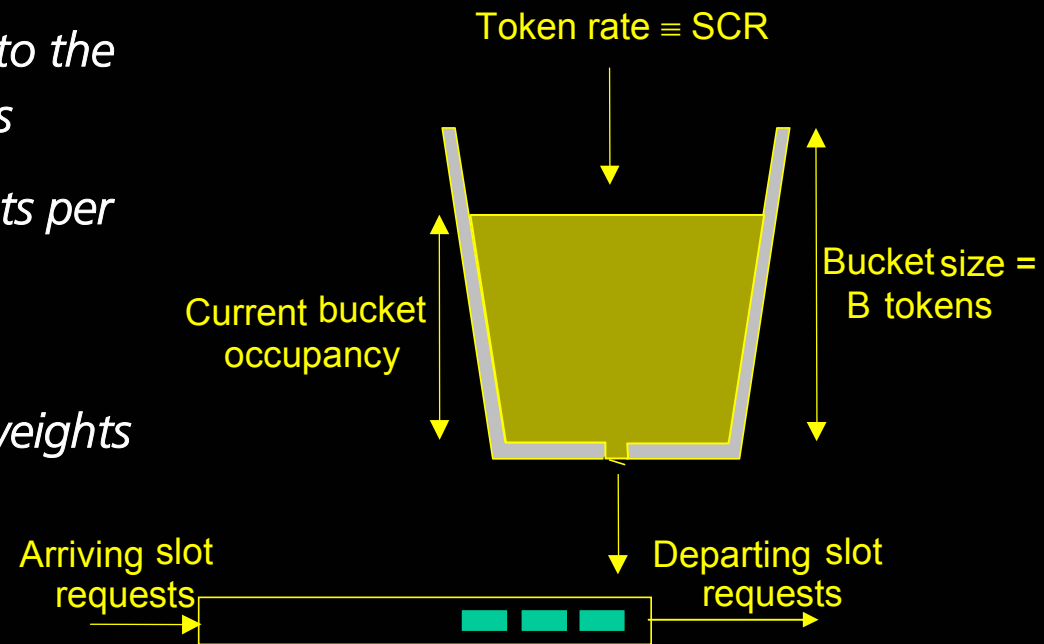 to the
s
ts per
weights
Token rate ≡ SCR
Current bucket
occupancy
Bucket size =
B tokens
Arriving slot
requests
Departing slot
requests